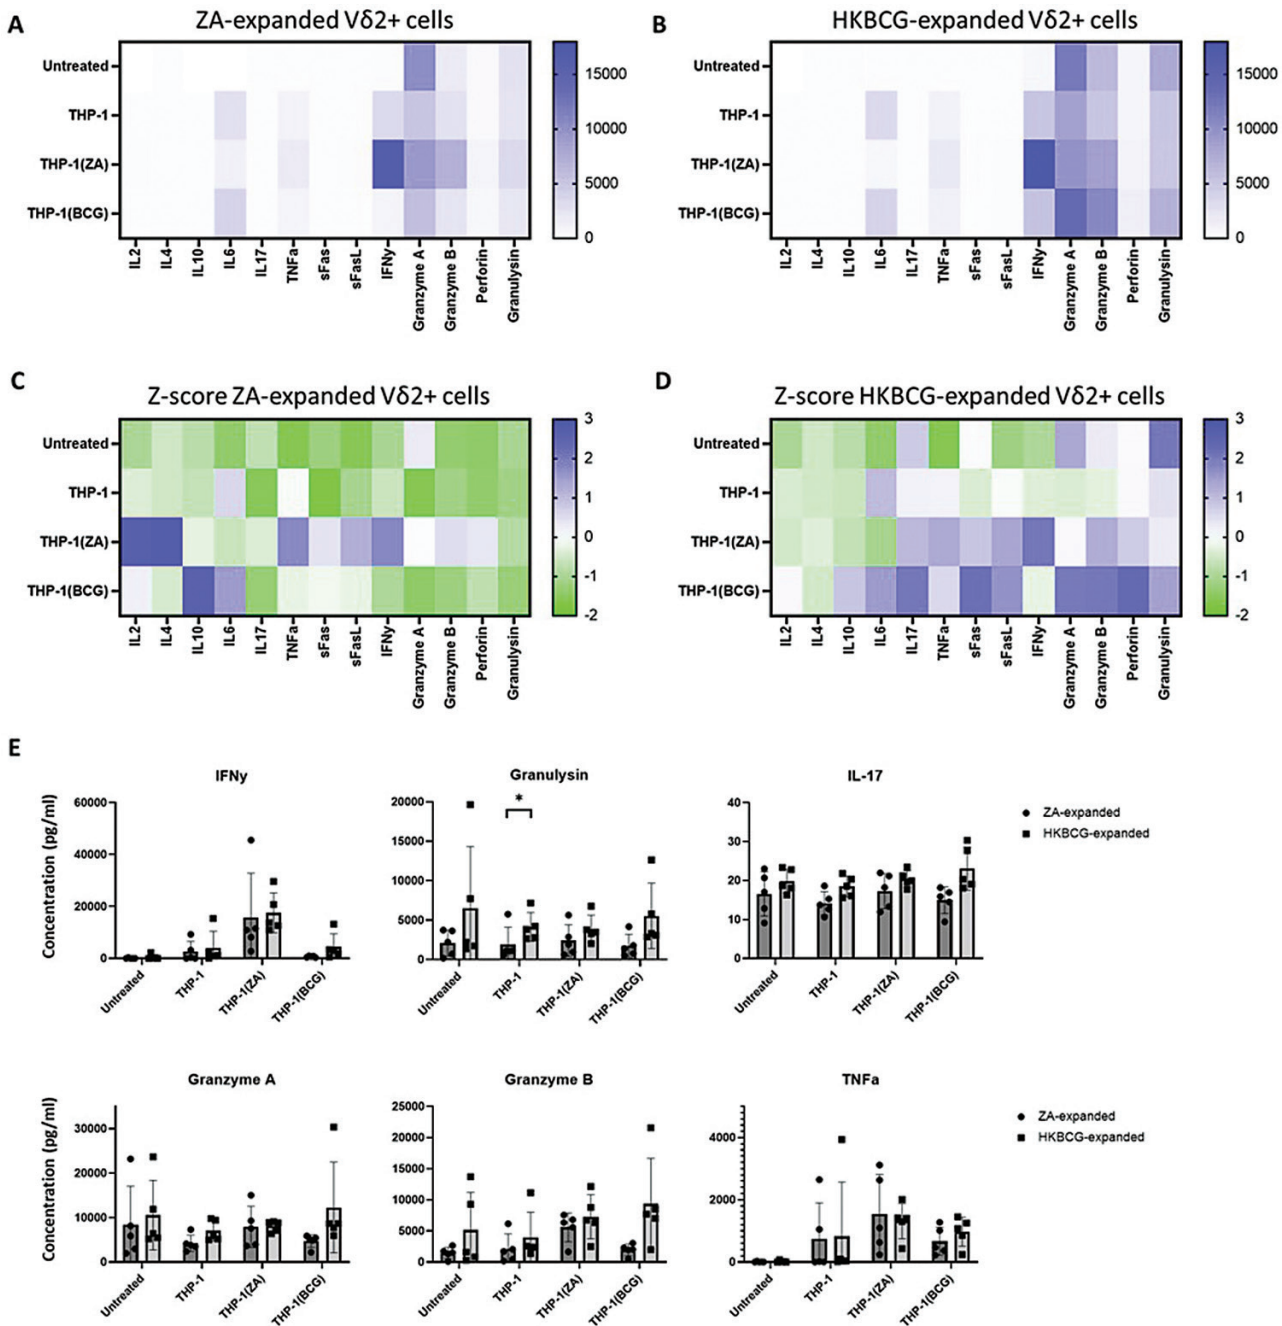 A
ZA-expanded Vδ2+ cells
Untreated
THP-1
THP-1(ZA)
THP-1(BCG)
15000
10000
5000
0
IL2
IL4
IL10
IL6
IL17
TNFa
sFas
sFasL
IFNy
Granzyme A
Granzyme B
Perforin
Granulysin
B
HKBCG-expanded Vδ2+ cells
Untreated
THP-1
THP-1(ZA)
THP-1(BCG)
15000
10000
5000
0
IL2
IL4
IL10
IL6
IL17
TNFa
sFas
sFasL
IFNy
Granzyme A
Granzyme B
Perforin
Granulysin
C
Z-score ZA-expanded Vδ2+ cells
Untreated
THP-1
THP-1(ZA)
THP-1(BCG)
3
2
1
0
-1
-2
IL2
IL4
IL10
IL6
IL17
TNFa
sFas
sFasL
IFNy
Granzyme A
Granzyme B
Perforin
Granulysin
D
Z-score HKBCG-expanded Vδ2+ cells
Untreated
THP-1
THP-1(ZA)
THP-1(BCG)
3
2
1
0
-1
-2
IL2
IL4
IL10
IL6
IL17
TNFa
sFas
sFasL
IFNy
Granzyme A
Granzyme B
Perforin
Granulysin
E
IFNy
Concentration (pg/ml)
60000
40000
20000
0
Untreated
THP-1
THP-1(ZA)
THP-1(BCG)
Granulysin
20000
15000
10000
5000
0
*
Untreated
THP-1
THP-1(ZA)
THP-1(BCG)
IL-17
40
30
20
10
0
Untreated
THP-1
THP-1(ZA)
THP-1(BCG)
ZA-expanded
HKBCG-expanded
Granzyme A
Concentration (pg/ml)
30000
20000
10000
0
Untreated
THP-1
THP-1(ZA)
THP-1(BCG)
Granzyme B
25000
20000
15000
10000
5000
0
Untreated
THP-1
THP-1(ZA)
THP-1(BCG)
TNFa
4000
2000
0
Untreated
THP-1
THP-1(ZA)
THP-1(BCG)
ZA-expanded
HKBCG-expanded